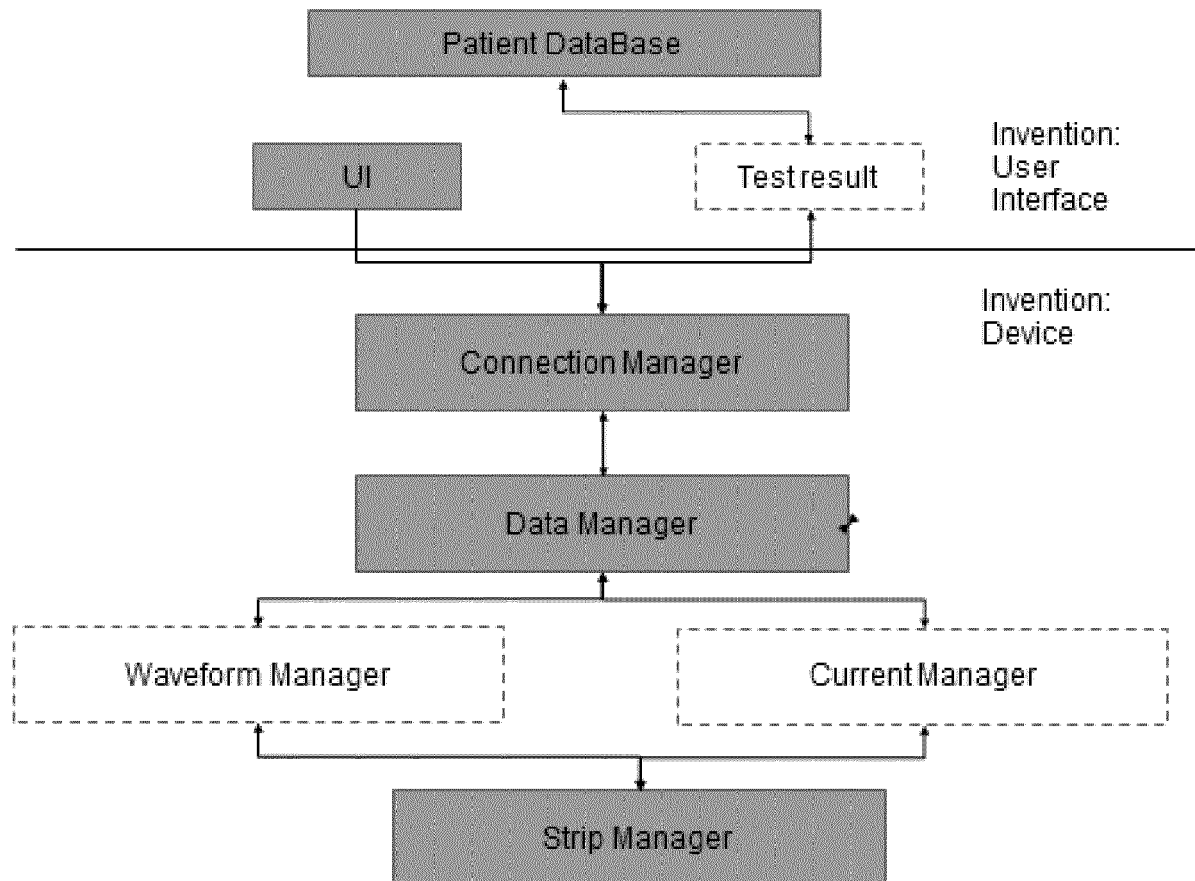 Patient DataBase
UI
Test result
Invention:
User
Interface
Invention:
Device
Connection Manager
Data Manager
Waveform Manager
Current Manager
Strip Manager